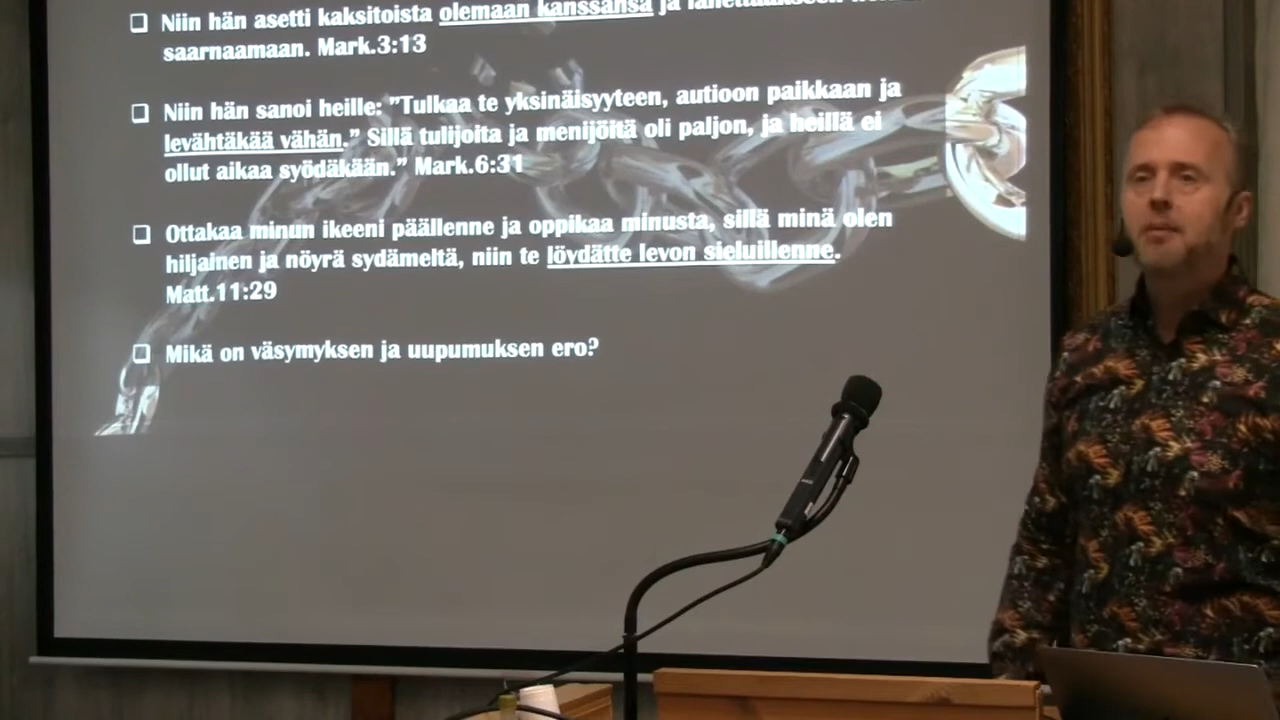 ❑ Niin hän asetti kaksitoista olemaan kanssansa ja
saarnaamaan. Mark.3:13
❑ Niin hän sanoi heille: ”Tulkaa te yksinäisyyteen, autioon paikkaan ja
levähtäkää vähän.” Sillä tulijoita ja menijöitä oli paljon, ja heillä ei
ollut aikaa syödäkään.” Mark.6:31
❑ Ottakaa minun ikeeni päällenne ja oppikaa minusta, sillä minä olen
hiljainen ja nöyrä sydämeltä, niin te löydätte levon sieluillenne.
Matt.11:29
❑ Mikä on väsymyksen ja uupumuksen ero?